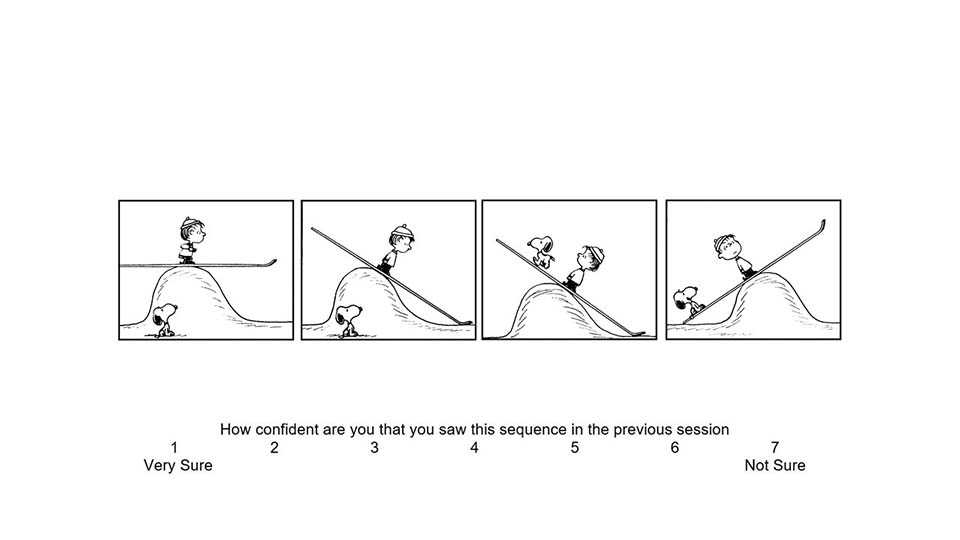 How confident are you that you saw this sequence in the previous session
1 2 3 4 5 6 7
Very Sure Not Sure